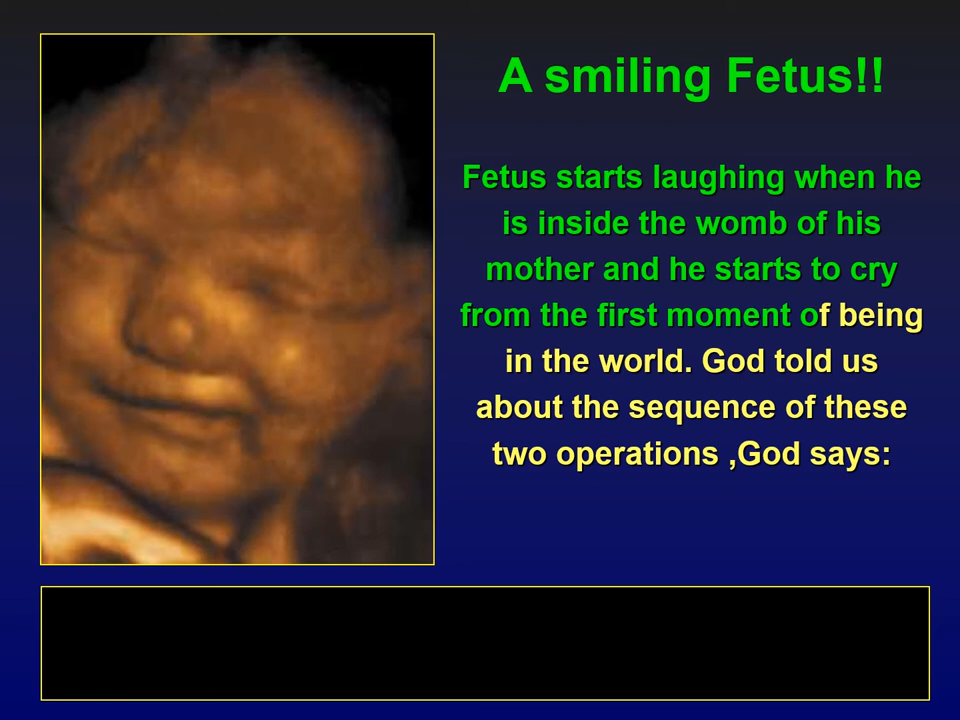 A smiling Fetus!!
Fetus starts laughing when he
is inside the womb of his
mother and he starts to cry
from the first moment of being
in the world. God told us
about the sequence of these
two operations ,God says: